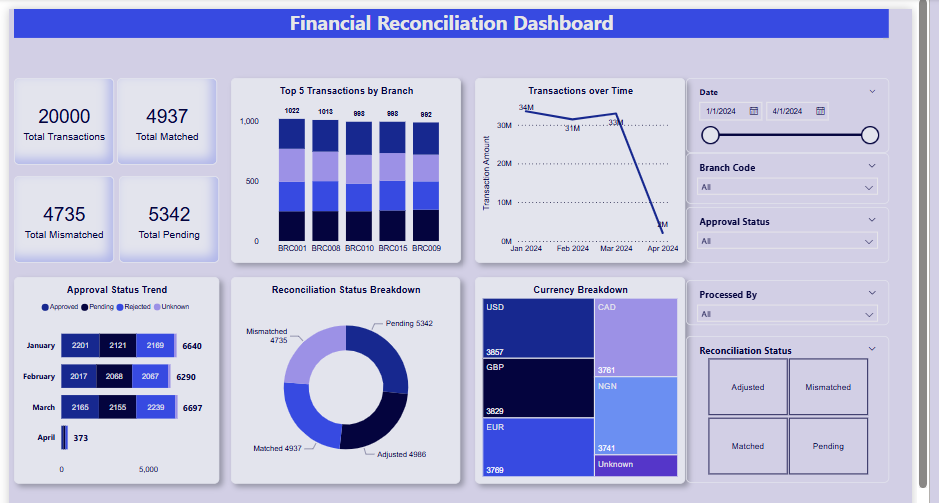 Financial Reconciliation Dashboard
20000
Total Transactions
4937
Total Matched
4735
Total Mismatched
5342
Total Pending
Top 5 Transactions by Branch
1022 1013 993 993 992
1,000
500
0
BRC001 BRC008 BRC010 BRC015 BRC009
Transactions over Time
Transaction Amount
34M
31M
33M
30M
20M
10M
0M
Jan 2024 Feb 2024 Mar 2024 Apr 2024
Date
1/1/2024 4/1/2024
Branch Code
All
Approval Status
All
Processed By
All
Reconciliation Status
Adjusted Mismatched
Matched Pending
Approval Status Trend
Approved Pending Rejected Unknown
January 2201 2121 2169 6640
February 2017 2068 2067 6290
March 2165 2155 2239 6697
April 373
0 5,000
Reconciliation Status Breakdown
Mismatched
4735
Pending 5342
Matched 4937
Adjusted 4986
Currency Breakdown
USD
3857
GBP
3829
EUR
3769
CAD
3761
NGN
3741
Unknown